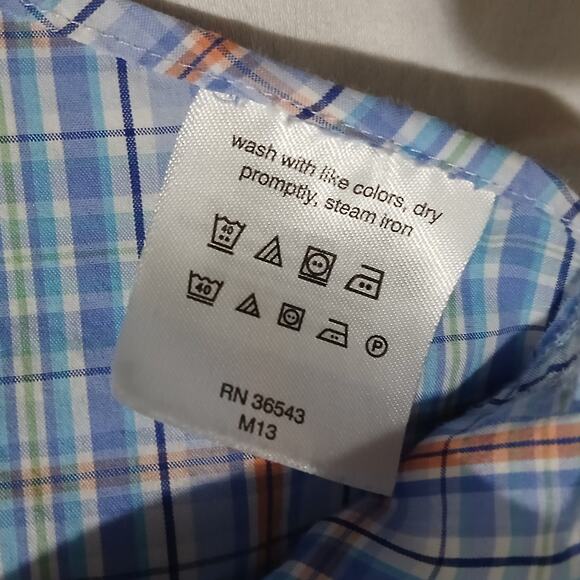 wash with like colors, dry
promptly, steam iron
40
40
P
RN 36543
M13